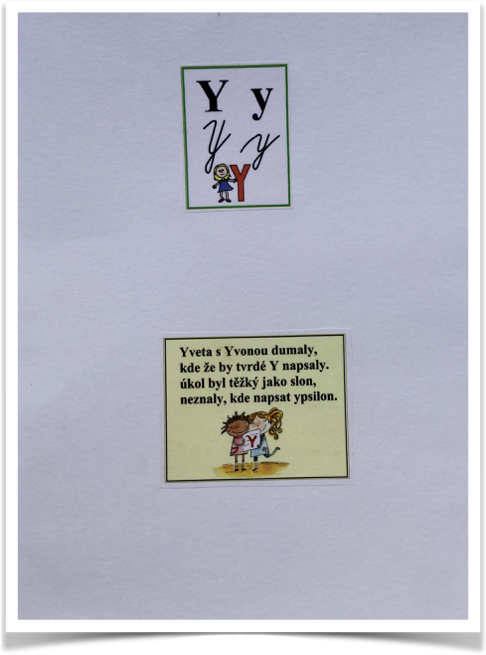 Y y
Y y
Y
Yveta s Yvonou dumaly,
kde že by tvrdé Y napsaly.
úkol byl těžký jako slon,
neznaly, kde napsat ypsilon.
Y